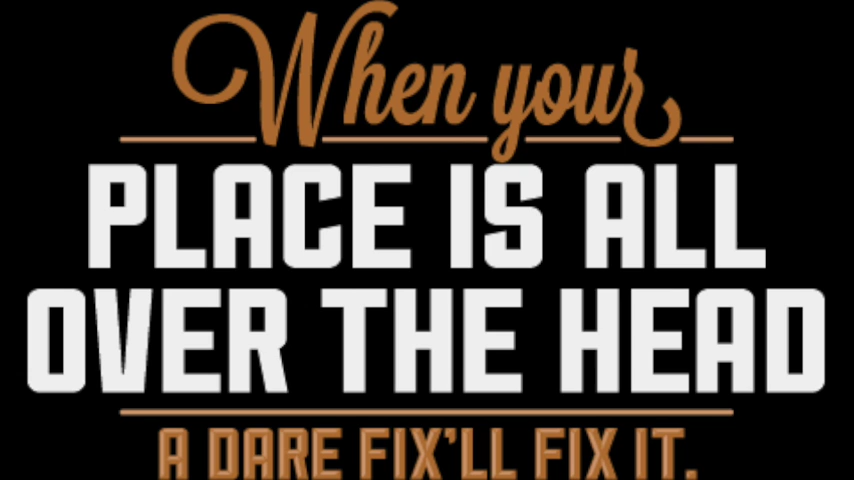 When your
PLACE IS ALL
OVER THE HEAD
A DARE FIX'LL FIX IT.